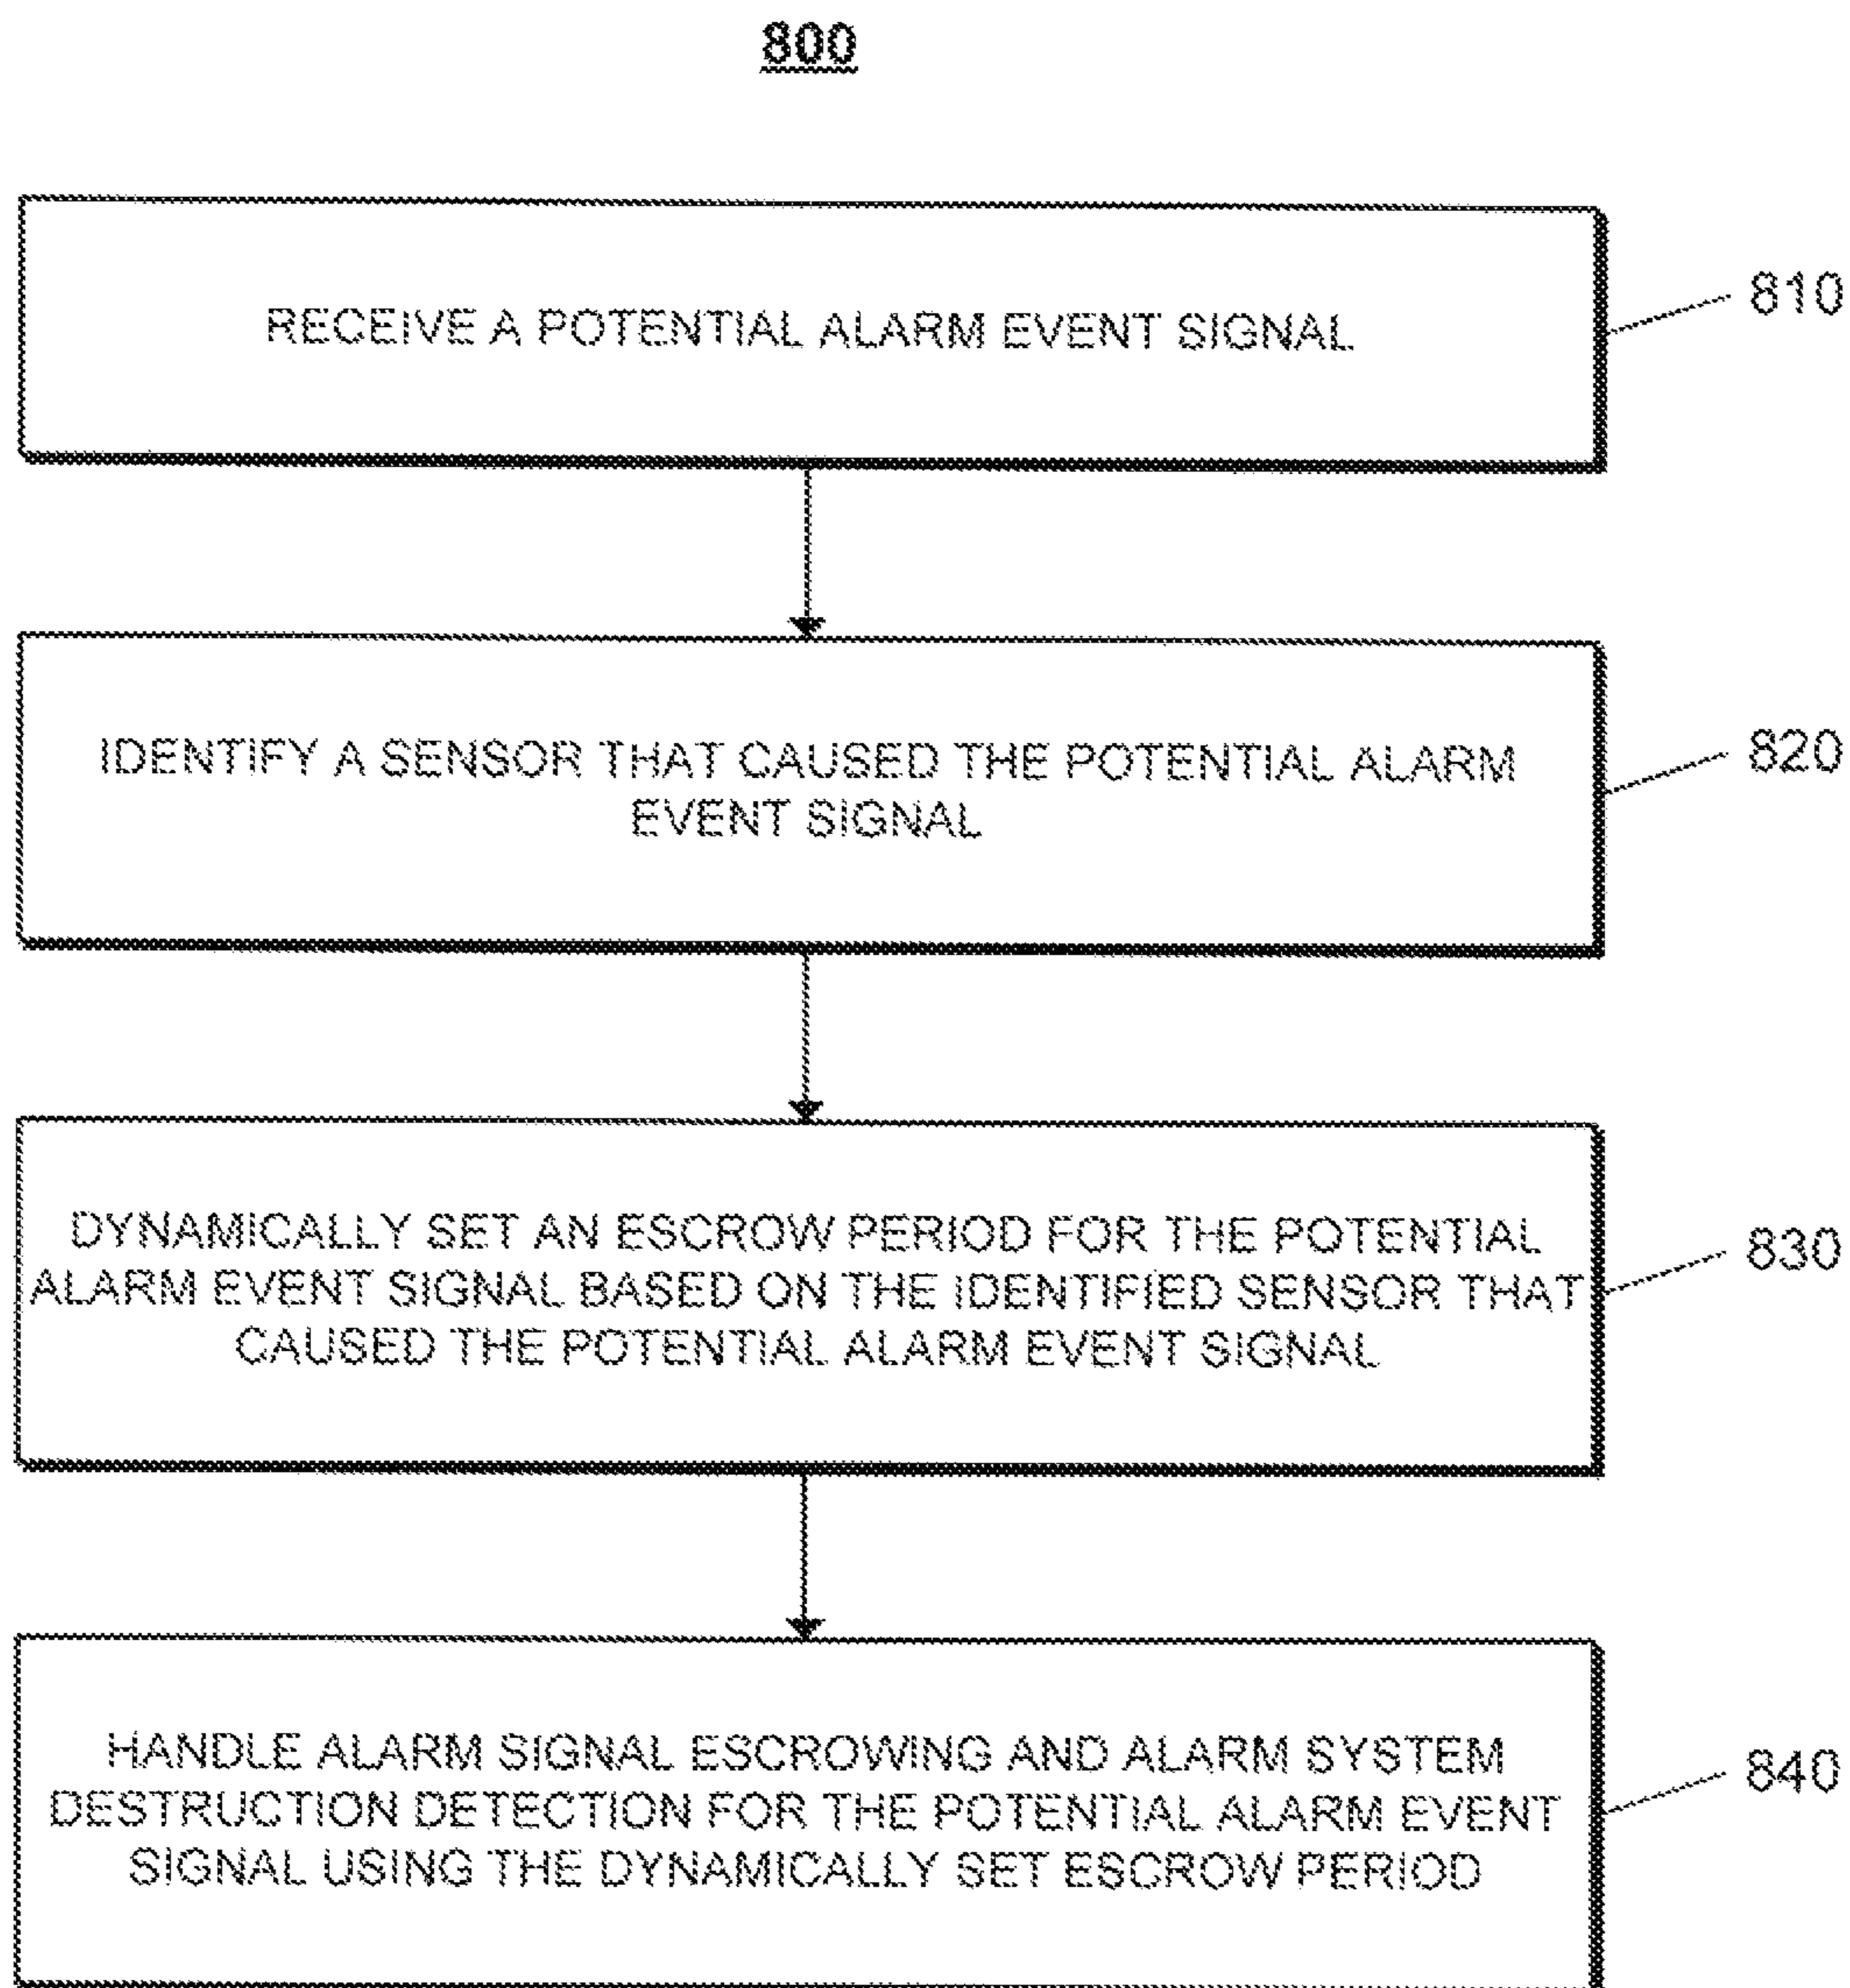 800
RECEIVE A POTENTIAL ALARM EVENT SIGNAL
810
IDENTIFY A SENSOR THAT CAUSED THE POTENTIAL ALARM
EVENT SIGNAL
820
DYNAMICALLY SET AN ESCROW PERIOD FOR THE POTENTIAL
ALARM EVENT SIGNAL BASED ON THE IDENTIFIED SENSOR THAT
CAUSED THE POTENTIAL ALARM EVENT SIGNAL
830
HANDLE ALARM SIGNAL ESCROWING AND ALARM SYSTEM
DESTRUCTION DETECTION FOR THE POTENTIAL ALARM EVENT
SIGNAL USING THE DYNAMICALLY SET ESCROW PERIOD
840